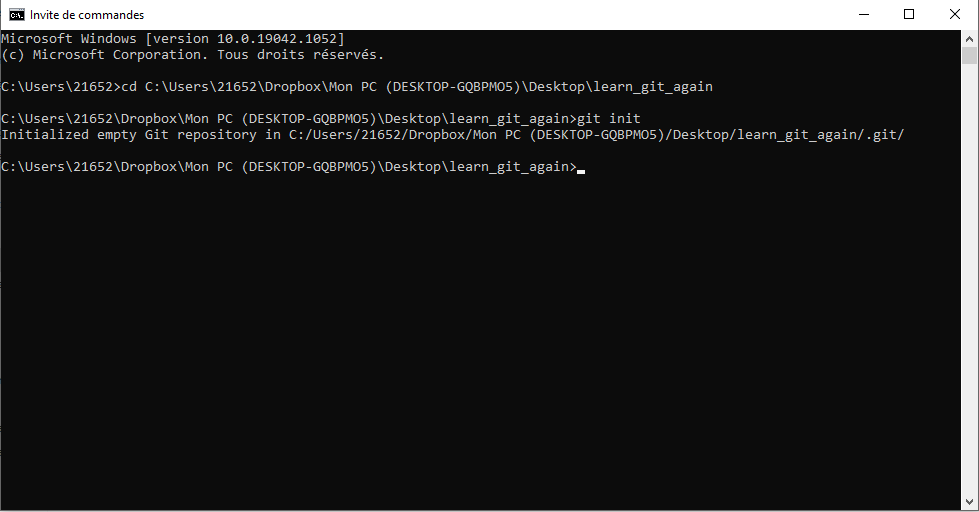 Invite de commandes
Microsoft Windows [version 10.0.19042.1052]
(c) Microsoft Corporation. Tous droits réservés.
C:\Users\21652>cd C:\Users\21652\Dropbox\Mon PC (DESKTOP-GQBPMO5)\Desktop\learn_git_again
C:\Users\21652\Dropbox\Mon PC (DESKTOP-GQBPMO5)\Desktop\learn_git_again>git init
Initialized empty Git repository in C:/Users/21652/Dropbox/Mon PC (DESKTOP-GQBPMO5)/Desktop/learn_git_again/.git/
C:\Users\21652\Dropbox\Mon PC (DESKTOP-GQBPMO5)\Desktop\learn_git_again>